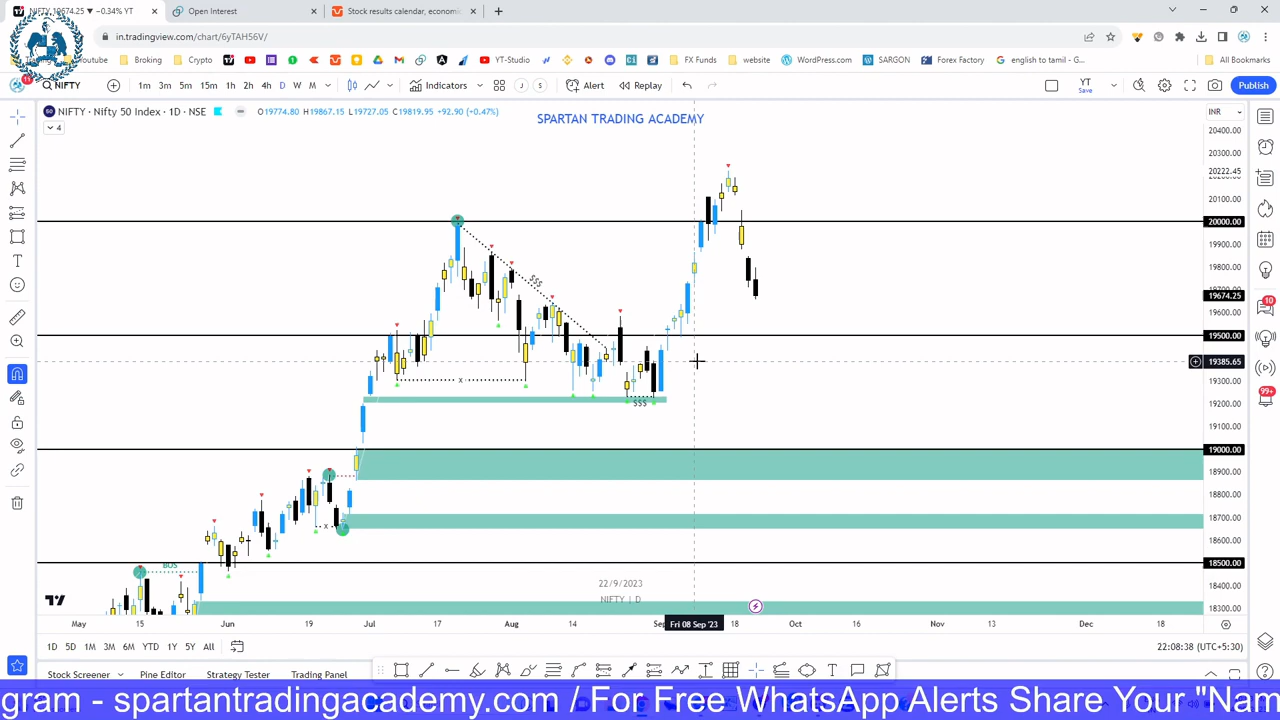 NIFTY 19674.25 ▼ −0.34% YT
Open Interest
Stock results calendar, economic
in.tradingview.com/chart/6yTAH56V/
Youtube
Broking
Crypto
YT-Studio
FX Funds
website
WordPress.com
SARGON
Forex Factory
english to tamil - G...
All Bookmarks
NIFTY
1m 3m 5m 15m 1h 2h 4h D W M
Indicators
Alert
Replay
YT
Save
Publish
NIFTY · Nifty 50 Index · 1D · NSE
O19774.80 H19867.15 L19727.05 C19819.95 +92.90 (+0.47%)
4
SPARTAN TRADING ACADEMY
INR
20400.00
20300.00
20222.45
20100.00
20000.00
19900.00
19800.00
19674.25
19600.00
19500.00
19385.65
19300.00
19200.00
19100.00
19000.00
18900.00
18800.00
18700.00
18600.00
18500.00
18400.00
18300.00
$$$
x
$$$
x
BOS
22/9/2023
NIFTY | D
10
99+
May 15 Jun 19 Jul 17 Aug 14 Sep Fri 08 Sep '23 18 Oct 16 Nov 13 Dec 18
1D 5D 1M 3M 6M YTD 1Y 5Y All
22:08:38 (UTC+5:30)
Stock Screener
Pine Editor
Strategy Tester
Trading Panel
gram - spartantradingacademy.com / For Free WhatsApp Alerts Share Your "Nam